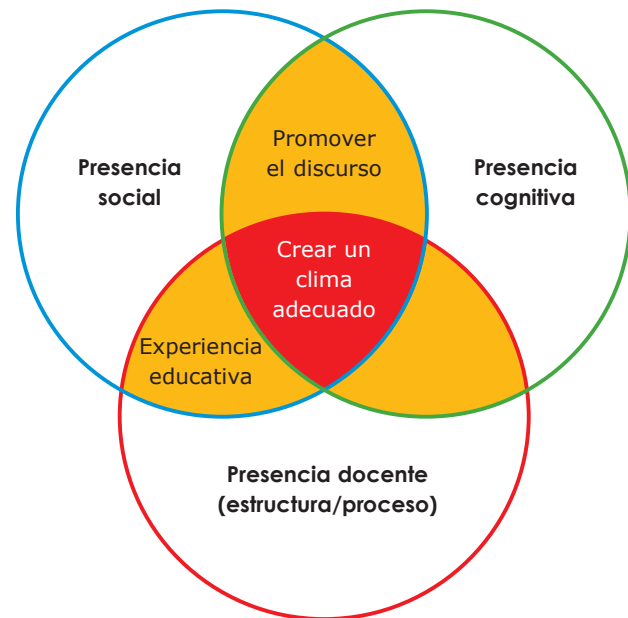 Promover
el discurso
Presencia
social
Presencia
cognitiva
Crear un
clima
adecuado
Experiencia
educativa
Presencia docente
(estructura/proceso)